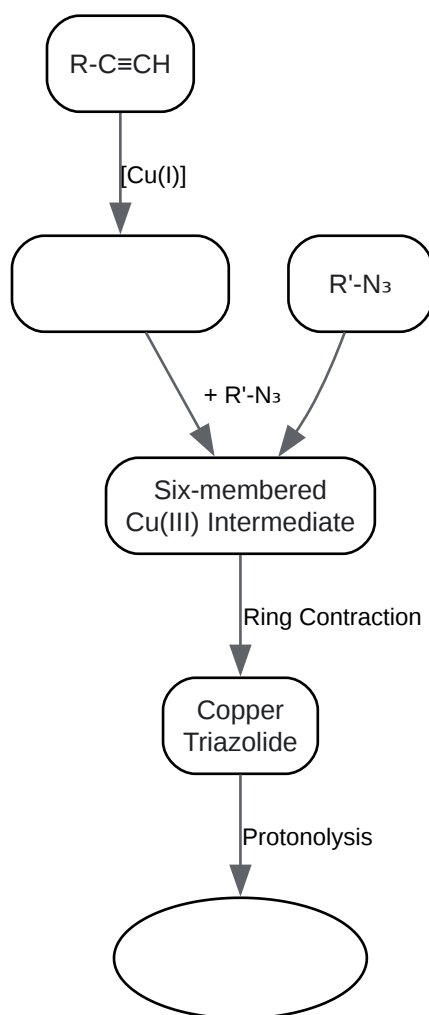 R-C≡CH
[Cu(I)]
R'-N₃
+ R'-N₃
Six-membered
Cu(III) Intermediate
Ring Contraction
Copper
Triazolide
Protonolysis